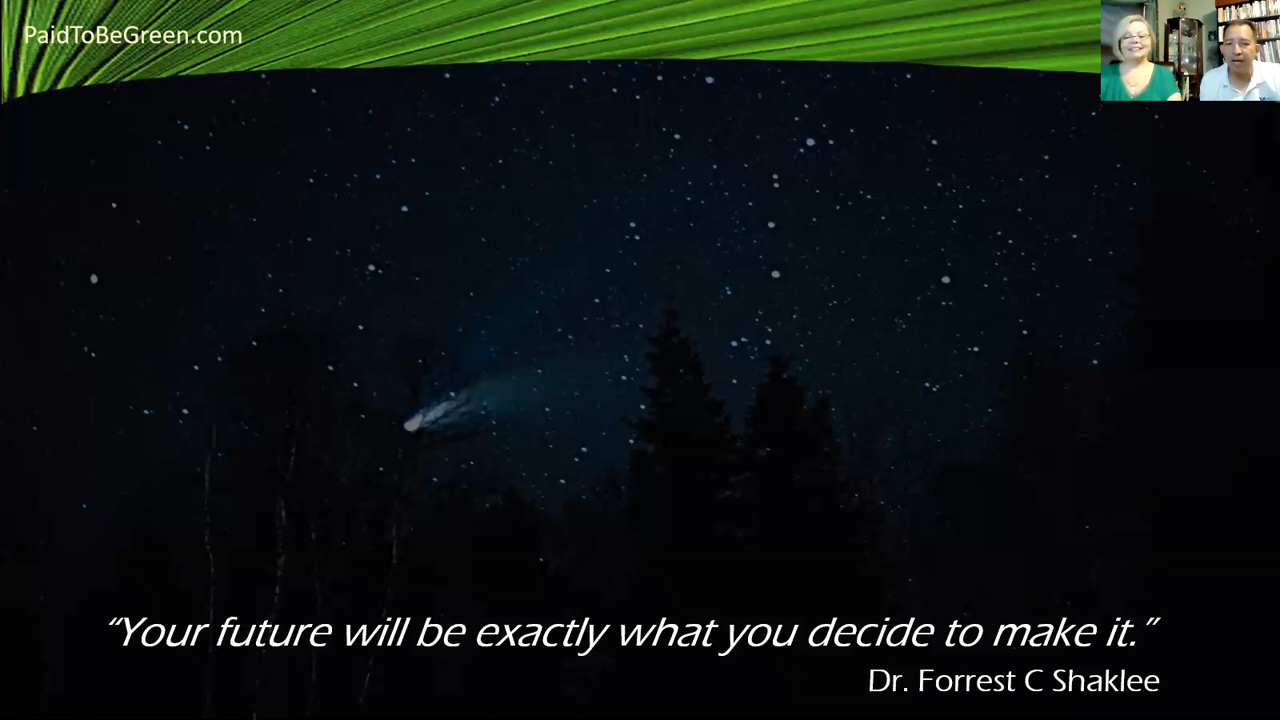 PaidToBeGreen.com
“Your future will be exactly what you decide to make it.”
Dr. Forrest C Shaklee